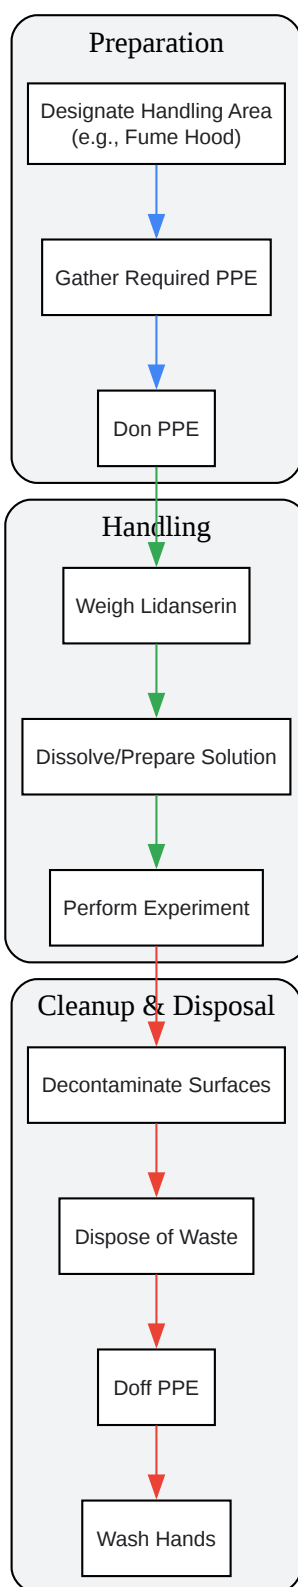 Preparation
Designate Handling Area
(e.g., Fume Hood)
Gather Required PPE
Don PPE
Handling
Weigh Lidanserin
Dissolve/Prepare Solution
Perform Experiment
Cleanup & Disposal
Decontaminate Surfaces
Dispose of Waste
Doff PPE
Wash Hands